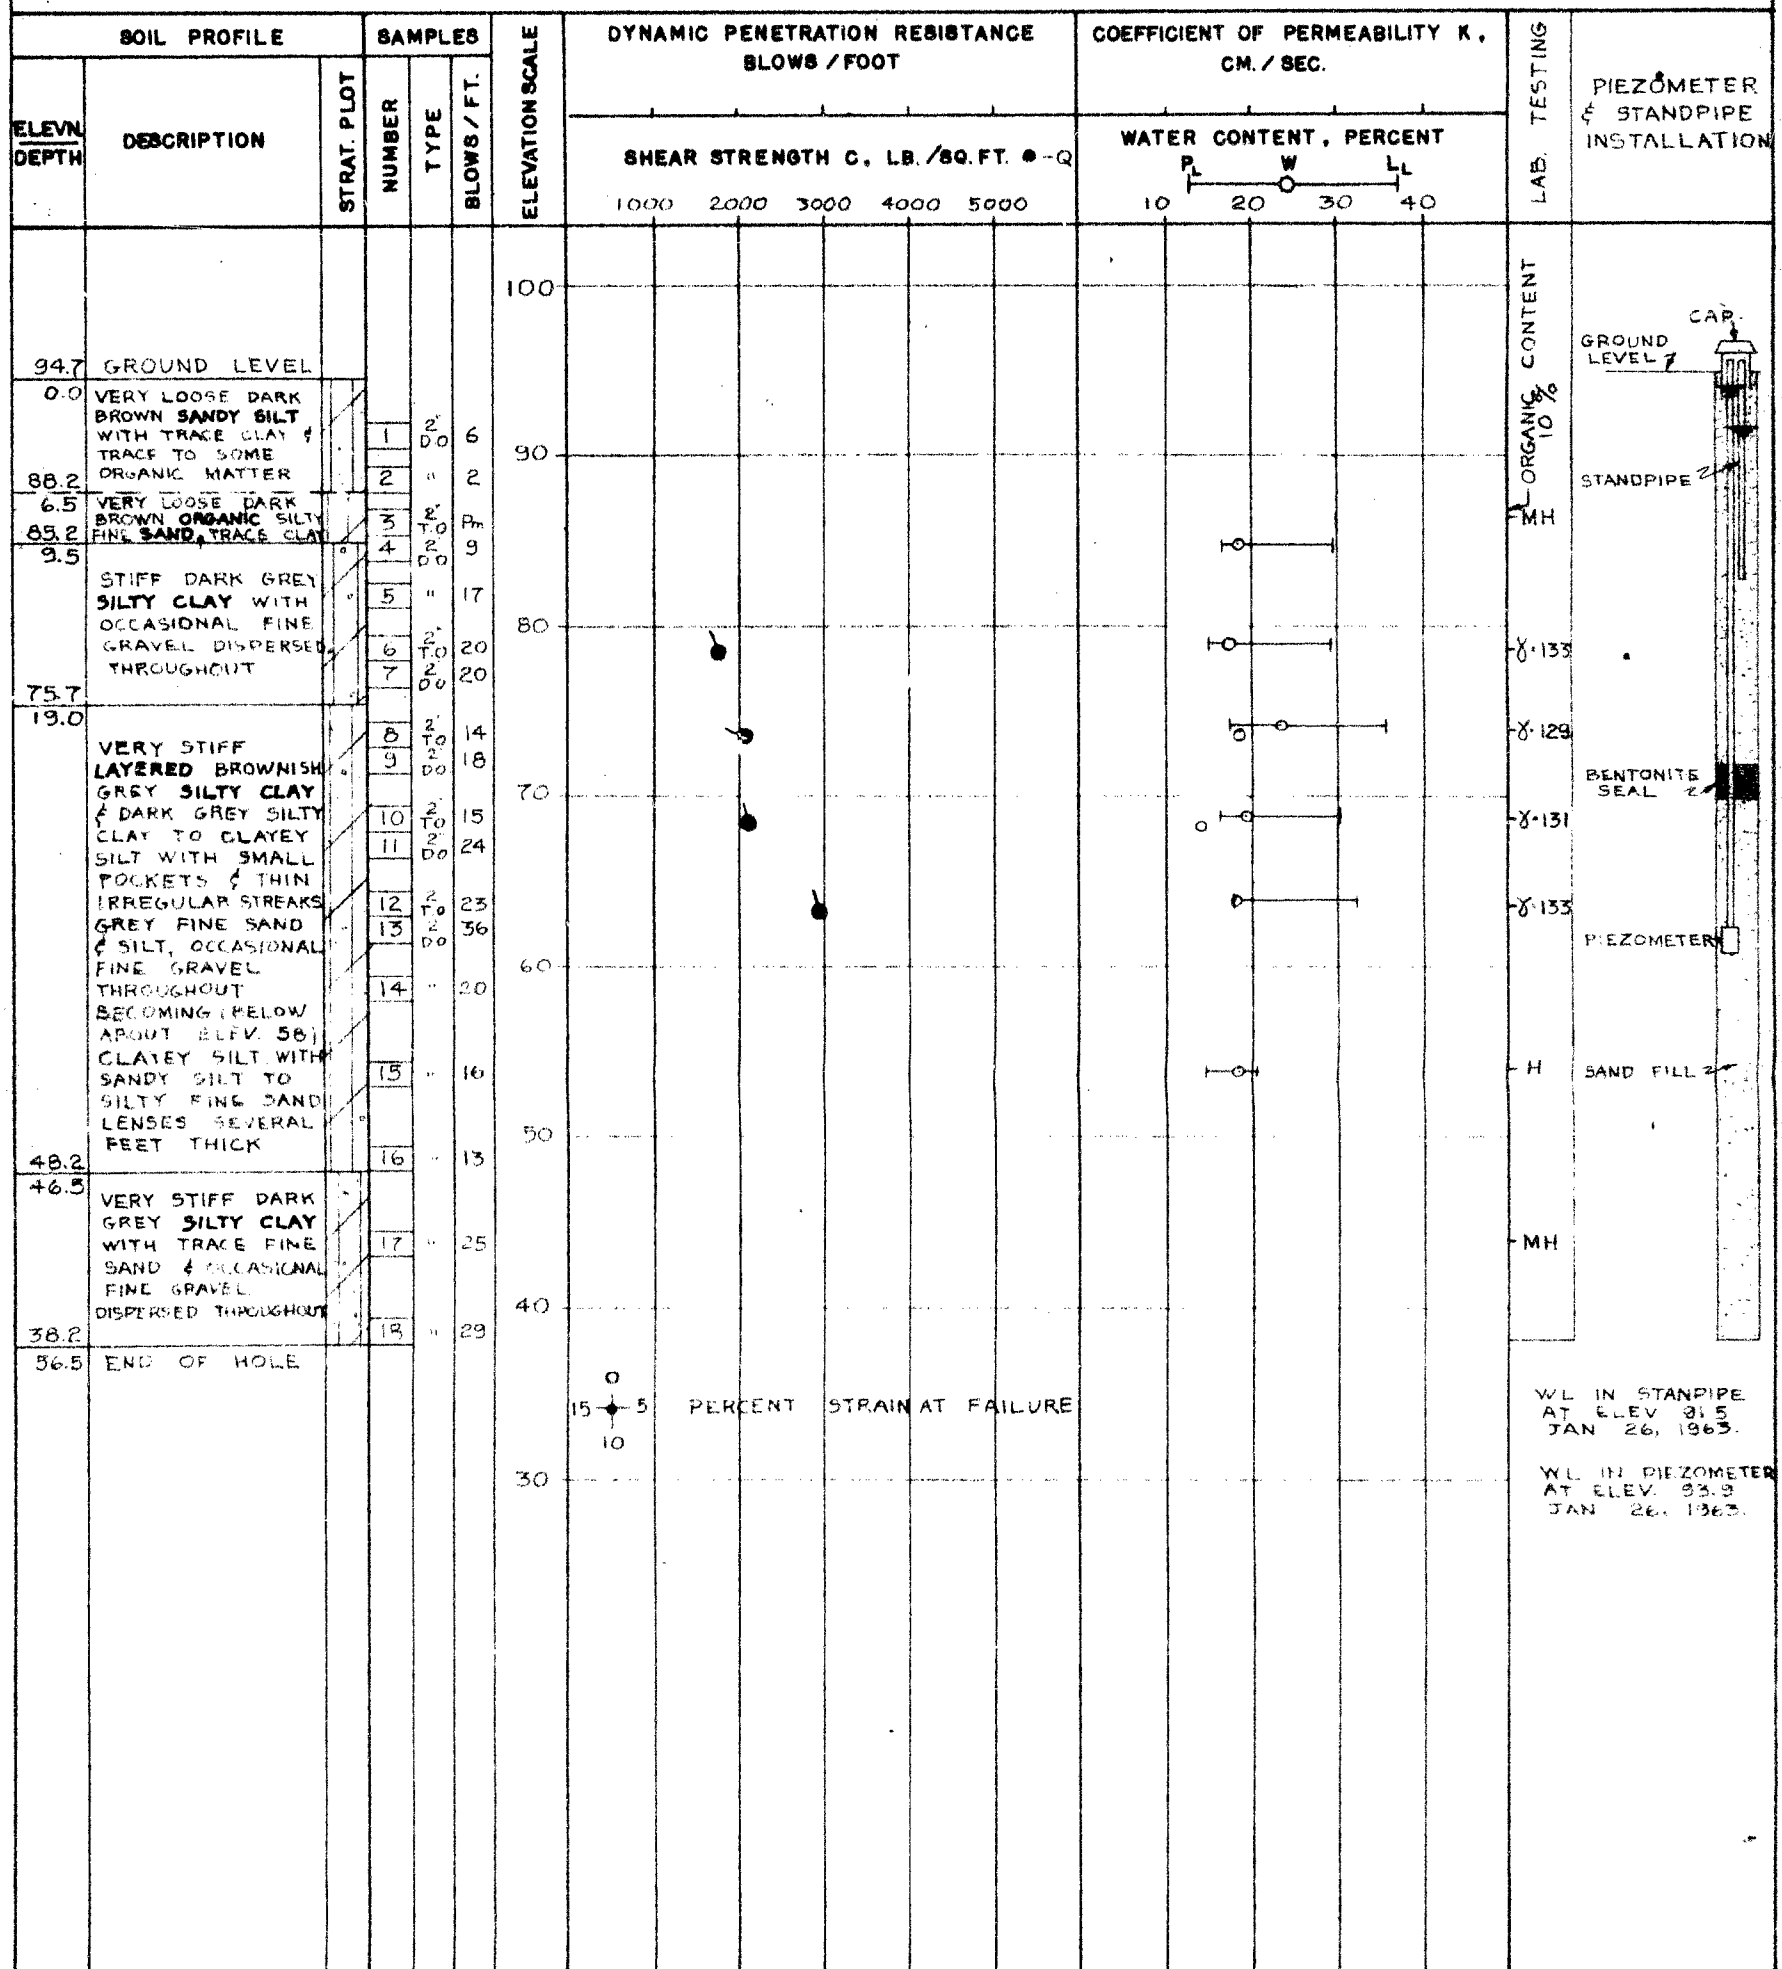 SOIL PROFILE
SAMPLES
ELEVATION SCALE
DYNAMIC PENETRATION RESISTANCE
BLOWS / FOOT
COEFFICIENT OF PERMEABILITY K,
CM. / SEC.
LAB. TESTING
PIEZOMETER
& STANDPIPE
INSTALLATION
ELEVN.
DEPTH
DESCRIPTION
STRAT. PLOT
NUMBER
TYPE
BLOWS / FT.
SHEAR STRENGTH C, LB./SQ. FT. ●-Q
1000 2000 3000 4000 5000
WATER CONTENT, PERCENT
PL W LL
10 20 30 40
100
90
80
70
60
50
40
30
94.7 GROUND LEVEL
0.0 VERY LOOSE DARK
BROWN SANDY SILT
WITH TRACE CLAY &
TRACE TO SOME
ORGANIC MATTER
88.2
6.5 VERY LOOSE DARK
BROWN ORGANIC SILTY
FINE SAND, TRACE CLAY
85.2
9.5
STIFF DARK GREY
SILTY CLAY WITH
OCCASIONAL FINE
GRAVEL DISPERSED
THROUGHOUT
75.7
19.0
VERY STIFF
LAYERED BROWNISH
GREY SILTY CLAY
& DARK GREY SILTY
CLAY TO CLAYEY
SILT WITH SMALL
POCKETS & THIN
IRREGULAR STREAKS
GREY FINE SAND
& SILT, OCCASIONAL
FINE GRAVEL
THROUGHOUT
BECOMING (BELOW
ABOUT ELEV. 58)
CLAYEY SILT WITH
SANDY SILT TO
SILTY FINE SAND
LENSES SEVERAL
FEET THICK
48.2
46.5
VERY STIFF DARK
GREY SILTY CLAY
WITH TRACE FINE
SAND & OCCASIONAL
FINE GRAVEL
DISPERSED THROUGHOUT
38.2
56.5 END OF HOLE
1 2" D.O 6
2 " 2
3 2" T.O Pm
4 2" D.O 9
5 " 17
6 2" T.O 20
7 2" D.O 20
8 2" T.O 14
9 2" D.O 18
10 2" T.O 15
11 2" D.O 24
12 2" T.O 23
13 2" D.O 36
14 " 20
15 " 16
16 " 13
17 " 25
18 " 29
0
15 5 PERCENT STRAIN AT FAILURE
10
ORGANIC CONTENT
10%
MH
γ·133
γ·129
γ·131
γ·133
H
MH
CAP
GROUND
LEVEL
STANDPIPE
BENTONITE
SEAL
PIEZOMETER
SAND FILL
WL IN STANPIPE
AT ELEV 91.5
JAN 26, 1963.
WL IN PIEZOMETER
AT ELEV. 93.9
JAN 26, 1963.